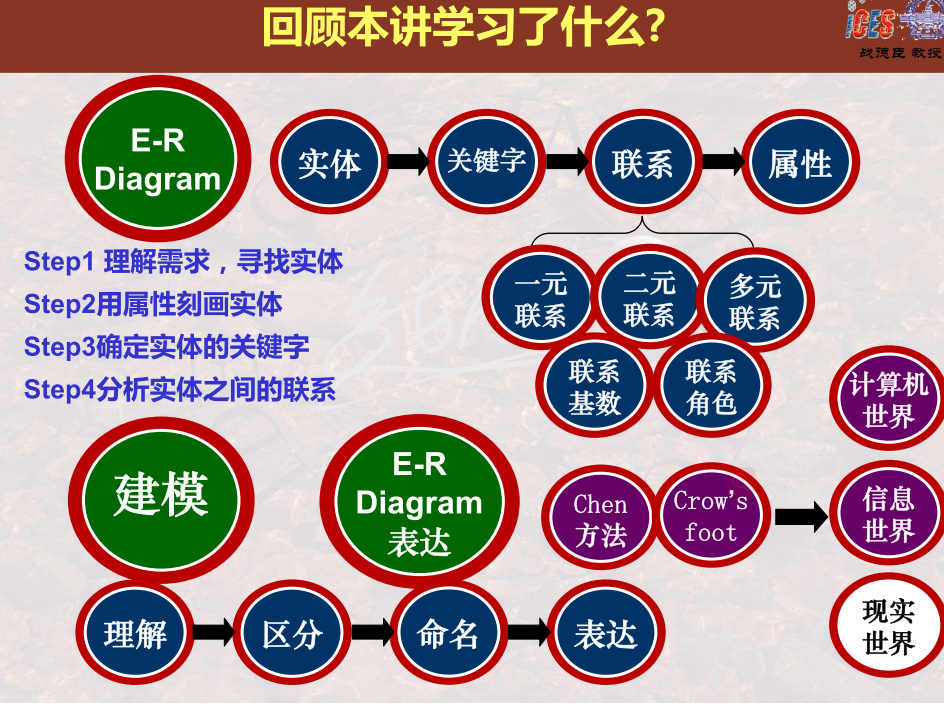 回顾本讲学习了什么?
ICES
战德臣 教授
E-R
Diagram
实体
关键字
联系
属性
Step1 理解需求，寻找实体
Step2用属性刻画实体
Step3确定实体的关键字
Step4分析实体之间的联系
一元
联系
二元
联系
多元
联系
联系
基数
联系
角色
计算机
世界
建模
E-R
Diagram
表达
Chen
方法
Crow's
foot
信息
世界
理解
区分
命名
表达
现实
世界